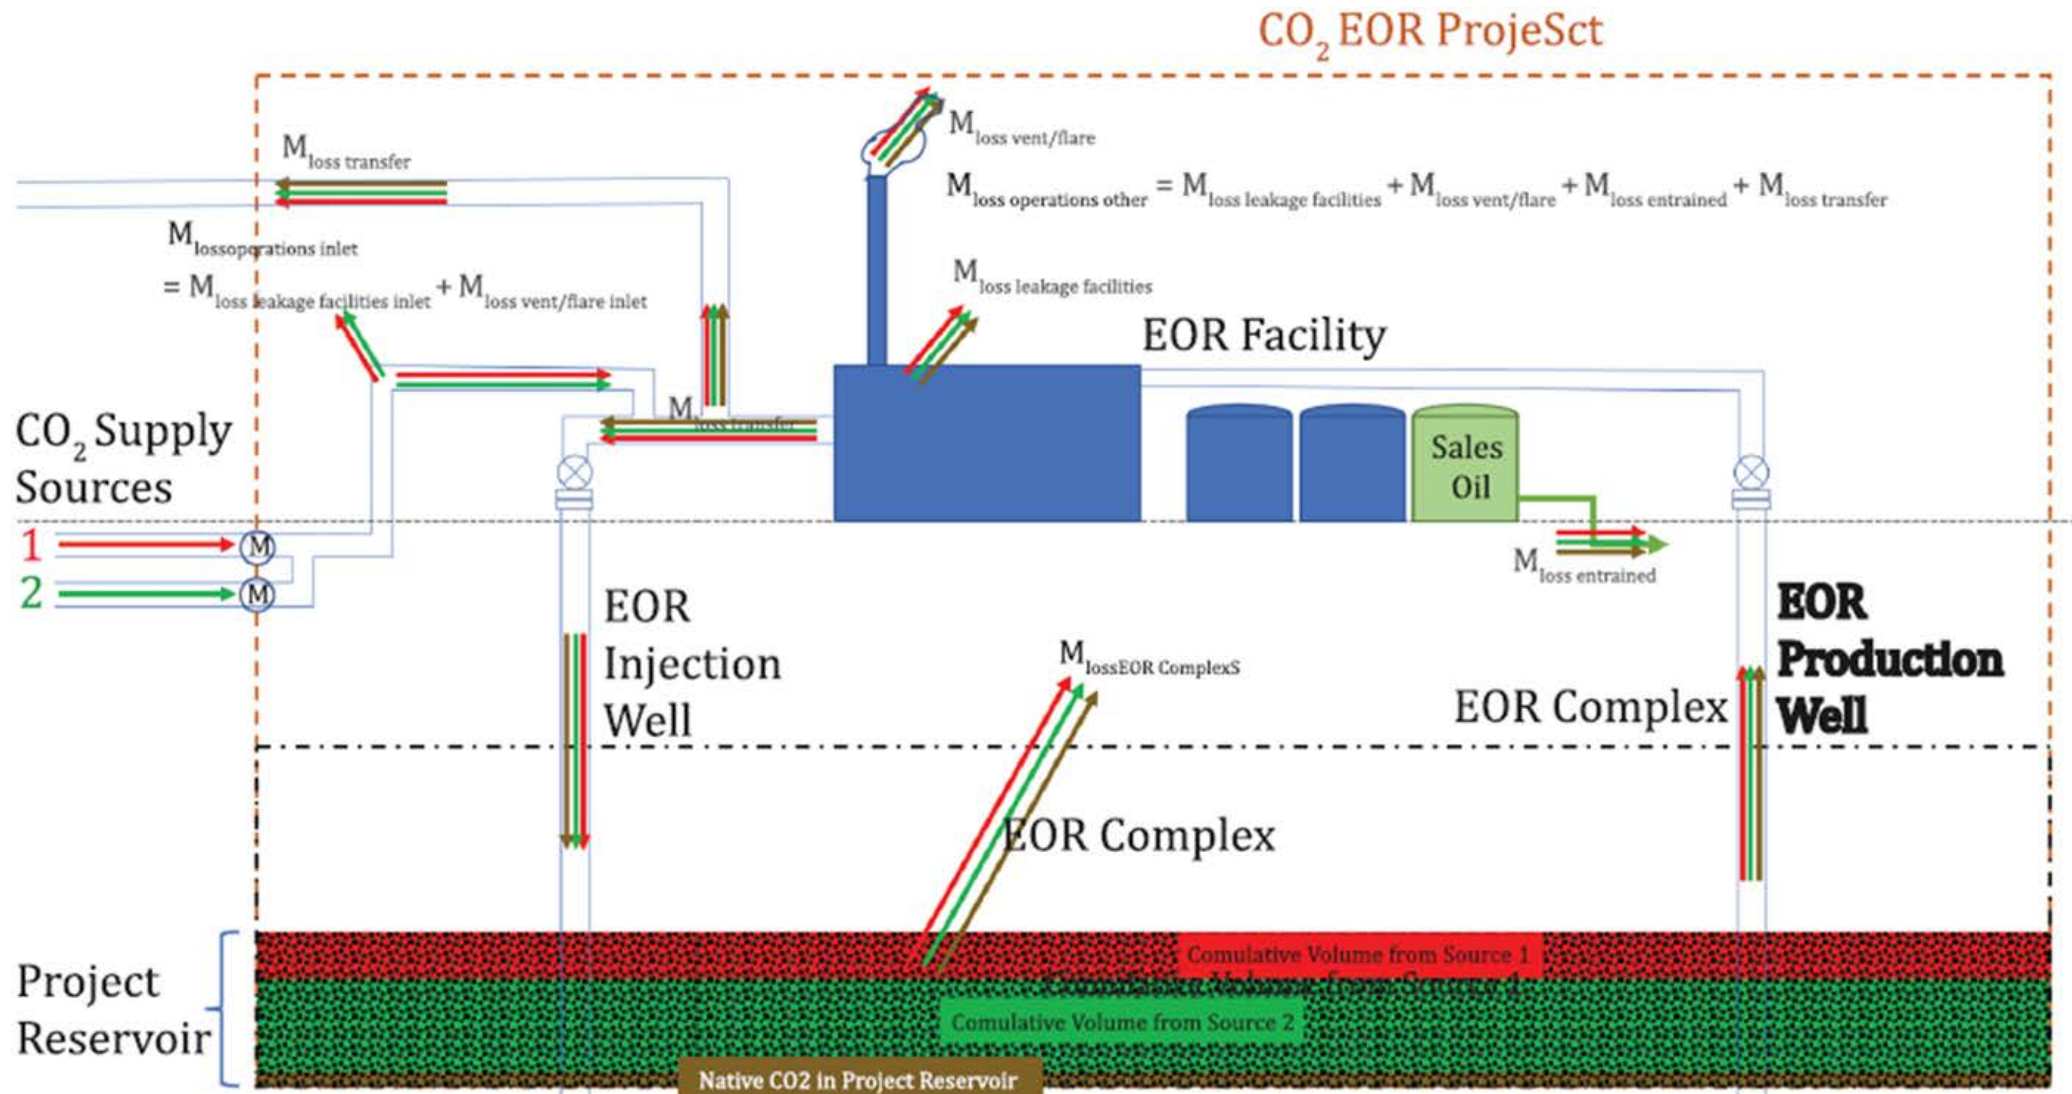 CO2 EOR ProjeSct
Mloss vent/flare
Mloss transfer
Mloss operations other = Mloss leakage facilities + Mloss vent/flare + Mloss entrained + Mloss transfer
Mlossoperations inlet
= Mloss leakage facilities inlet + Mloss vent/flare inlet
Mloss leakage facilities
EOR Facility
Mloss transfer
CO2 Supply
Sources
Sales
Oil
1
M
2
M
Mloss entrained
EOR
Injection
Well
EOR
Production
Well
MlossEOR ComplexS
EOR Complex
EOR Complex
Project
Reservoir
Comulative Volume from Source 1
Comulative Volume from Source 2
Native CO2 in Project Reservoir